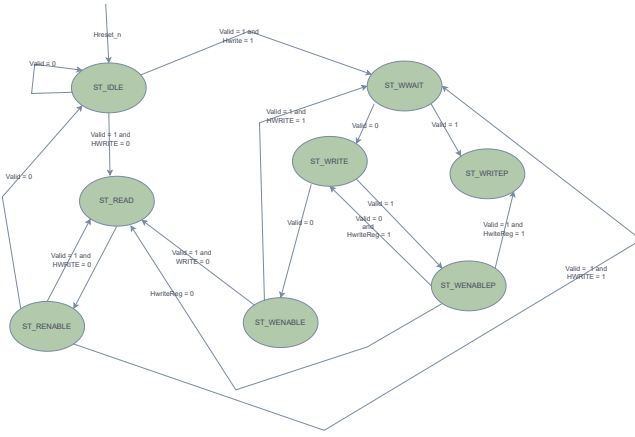 Hreset_n
Valid = 1 and
Hwrite = 1
Valid = 0
ST_IDLE
ST_WWAIT
Valid = 1 and
HWRITE = 1
Valid = 0
Valid = 1
Valid = 1 and
HWRITE = 0
ST_WRITE
ST_WRITEP
Valid = 0
ST_READ
Valid = 1
Valid = 0
and
HwriteReg = 1
Valid = 0
Valid = 1 and
HwiteReg = 1
Valid = 1 and
HWRITE = 0
Valid = 1 and
WRITE = 0
Valid = 1 and
HWRITE = 1
ST_WENABLEP
HwriteReg = 0
ST_RENABLE
ST_WENABLE